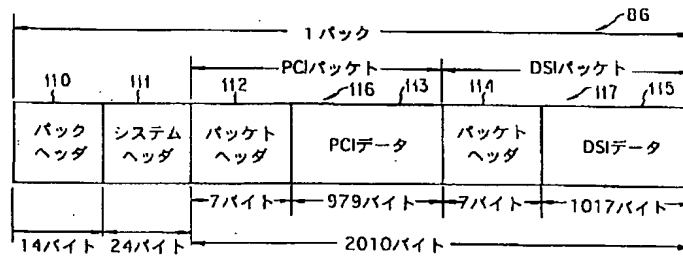 86
1パック
PCIパケット
DSIパケット
110
111
112
116
113
114
117
115
パック
ヘッダ
システム
ヘッダ
パケット
ヘッダ
PCIデータ
パケット
ヘッダ
DSIデータ
7バイト
979バイト
7バイト
1017バイト
14バイト
24バイト
2010バイト